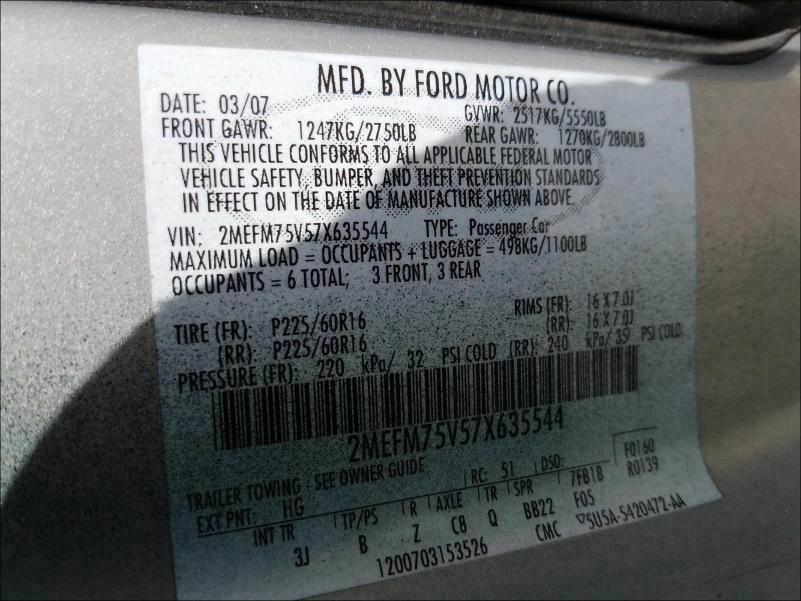 MFD. BY FORD MOTOR CO.
DATE: 03/07 GVWR: 2517KG/5550LB
FRONT GAWR: 1247KG/2750LB REAR GAWR: 1270KG/2800LB
THIS VEHICLE CONFORMS TO ALL APPLICABLE FEDERAL MOTOR
VEHICLE SAFETY, BUMPER, AND THEFT PREVENTION STANDARDS
IN EFFECT ON THE DATE OF MANUFACTURE SHOWN ABOVE.
VIN: 2MEFM75V57X635544 TYPE: Passenger Car
MAXIMUM LOAD = OCCUPANTS + LUGGAGE = 498KG/1100LB
OCCUPANTS = 6 TOTAL; 3 FRONT, 3 REAR
TIRE (FR): P225/60R16 RIMS (FR): 16 X 7.0J
(RR): P225/60R16 (RR): 16 X 7.0J
PRESSURE (FR): 220 kPa/ 32 PSI COLD (RR): 240 kPa/ 35 PSI COLD
2MEFM75V57X635544
TRAILER TOWING - SEE OWNER GUIDE
EXT PNT: HG RC: 51 DSO: F0160
INT TR TP/PS R AXLE TR SPR 7FB1B R0139
3J B Z C8 Q BB22 F05
1200703153526 CMC 5U5A-5420472-AA